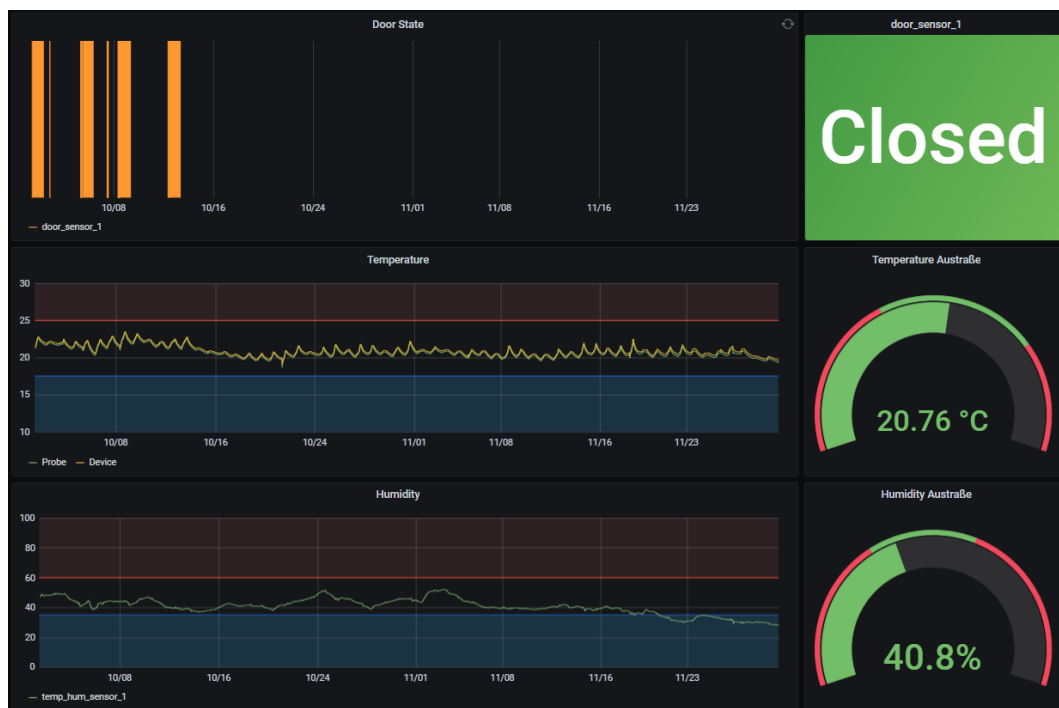 Door State
10/08 10/16 10/24 11/01 11/08 11/16 11/23
door_sensor_1
door_sensor_1
Closed
Temperature
30
25
20
15
10
10/08 10/16 10/24 11/01 11/08 11/16 11/23
Probe Device
Temperature Austraße
20.76 °C
Humidity
100
80
60
40
20
0
10/08 10/16 10/24 11/01 11/08 11/16 11/23
temp_hum_sensor_1
Humidity Austraße
40.8%